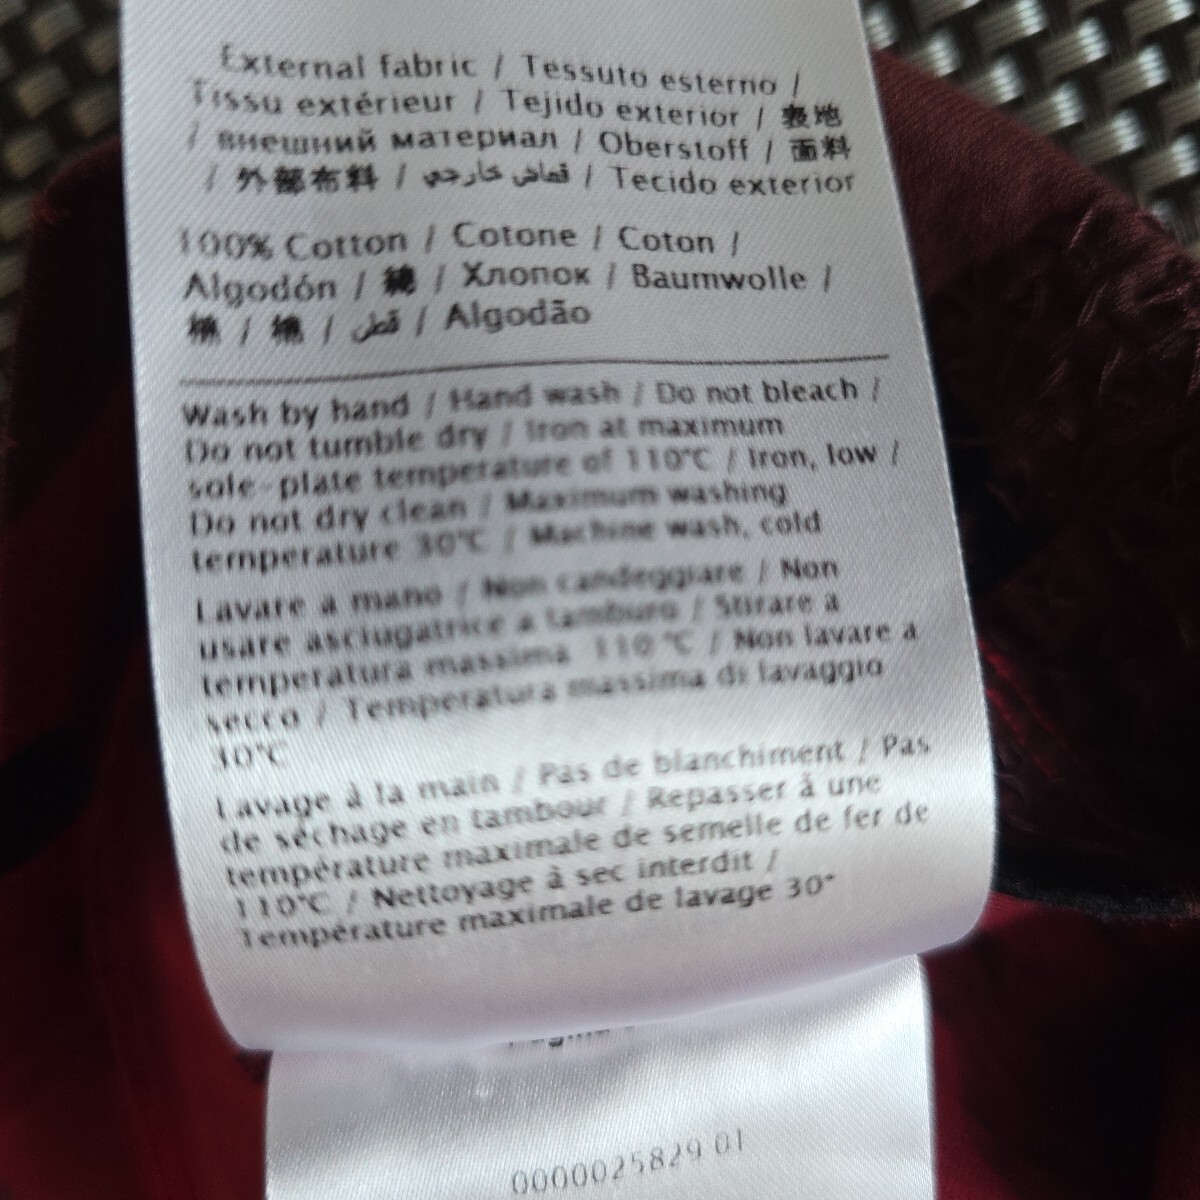 External fabric / Tessuto esterno /
Tissu extérieur / Tejido exterior / 表地
/ внешний материал / Oberstoff / 面料
/ 外部布料 / قماش خارجي / Tecido exterior
100% Cotton / Cotone / Coton /
Algodón / 綿 / Хлопок / Baumwolle /
棉 / 棉 / قطن / Algodão
Wash by hand / Hand wash / Do not bleach /
Do not tumble dry / Iron at maximum
sole-plate temperature of 110°C / Iron, low /
Do not dry clean / Maximum washing
temperature 30°C / Machine wash, cold
Lavare a mano / Non candeggiare / Non
usare asciugatrice a tamburo / Stirare a
temperatura massima 110 °C / Non lavare a
secco / Temperatura massima di lavaggio
30°C
Lavage à la main / Pas de blanchiment / Pas
de séchage en tambour / Repasser à une
température maximale de semelle de fer de
110°C / Nettoyage à sec interdit /
Température maximale de lavage 30°
0000025829 01